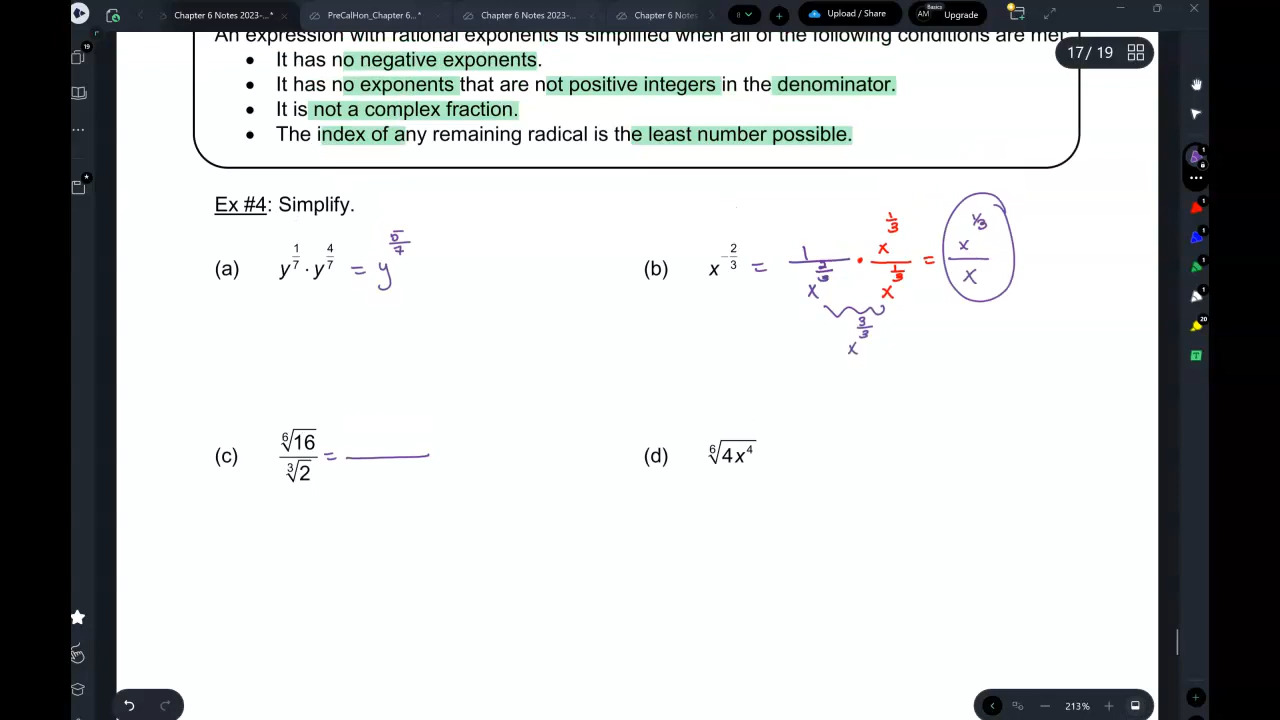 Chapter 6 Notes 2023-...*
PreCalHon_Chapter 6...*
Chapter 6 Notes 2023-...
Chapter 6 Notes
Upload / Share
Basics
AM
Upgrade
17 / 19
An expression with rational exponents is simplified when all of the following conditions are met:
• It has no negative exponents.
• It has no exponents that are not positive integers in the denominator.
• It is not a complex fraction.
• The index of any remaining radical is the least number possible.
Ex #4: Simplify.
(a) y^{1/7} · y^{4/7} = y^{5/7}
(b) x^{-2/3} = 1/x^{2/3} · x^{1/3}/x^{1/3} = x^{1/3}/x
x^{3/3}
(c) ⁶√16 / ³√2 =
(d) ⁶√4x⁴
213%